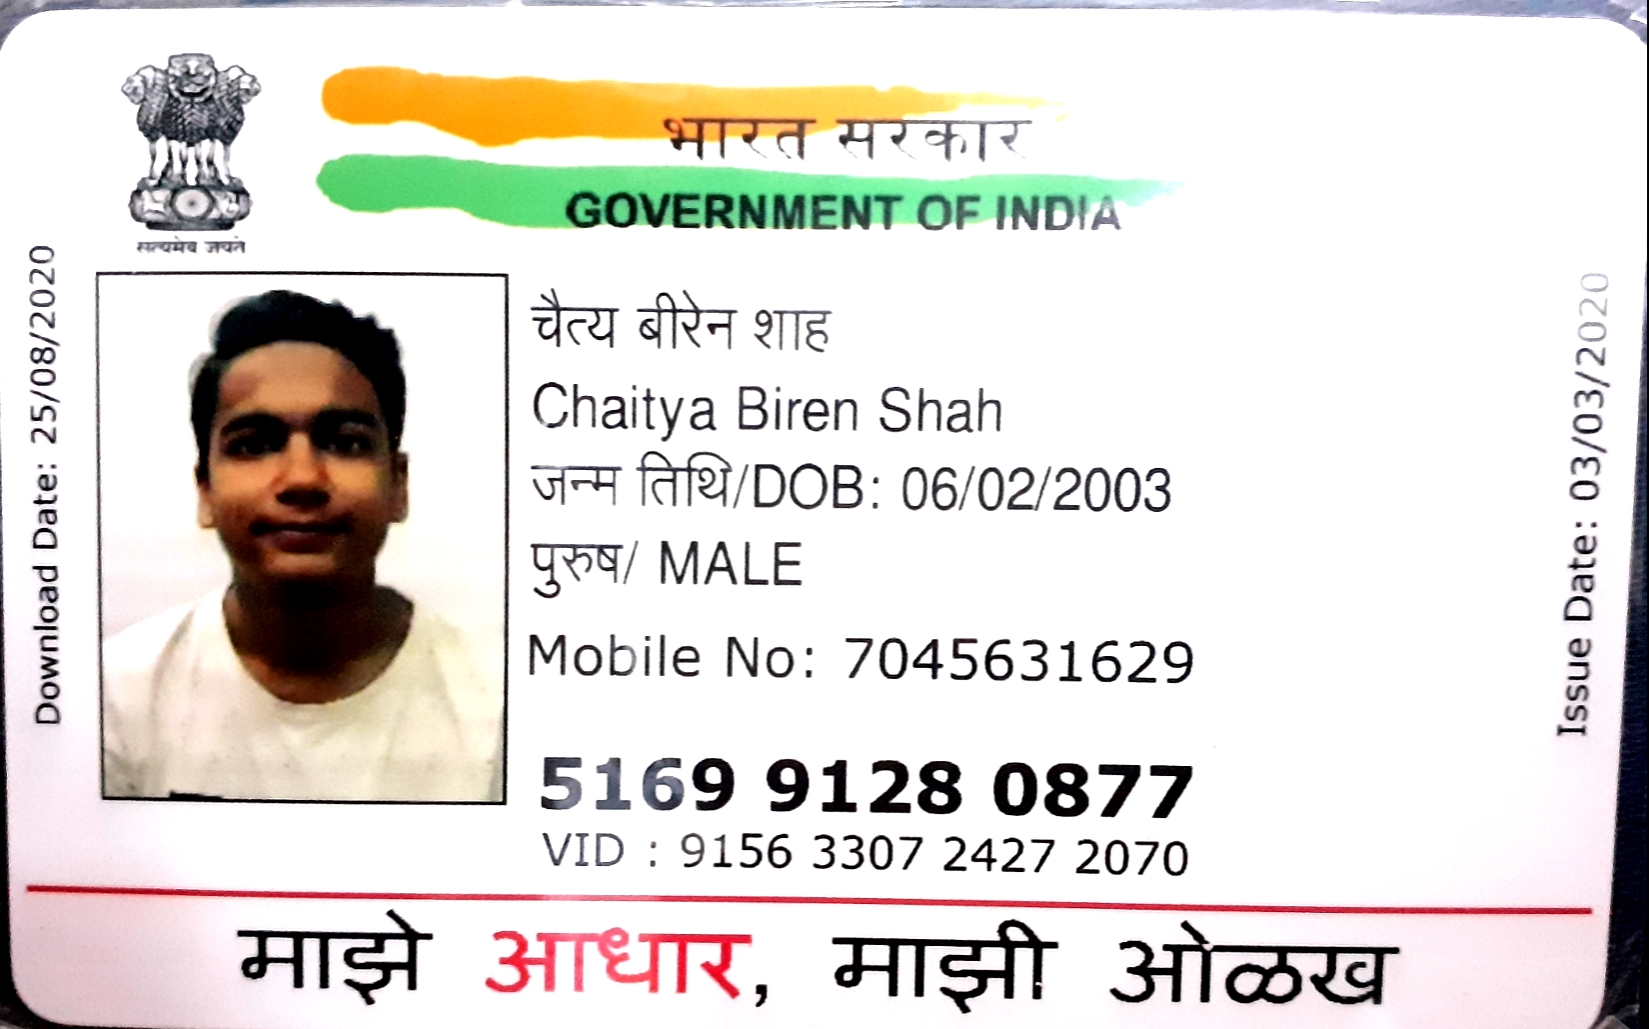 सत्यमेव जयते
भारत सरकार
GOVERNMENT OF INDIA
Download Date: 25/08/2020
चैत्य बीरेन शाह
Chaitya Biren Shah
जन्म तिथि/DOB: 06/02/2003
पुरुष/ MALE
Mobile No: 7045631629
5169 9128 0877
VID : 9156 3307 2427 2070
Issue Date: 03/03/2020
माझे आधार, माझी ओळख